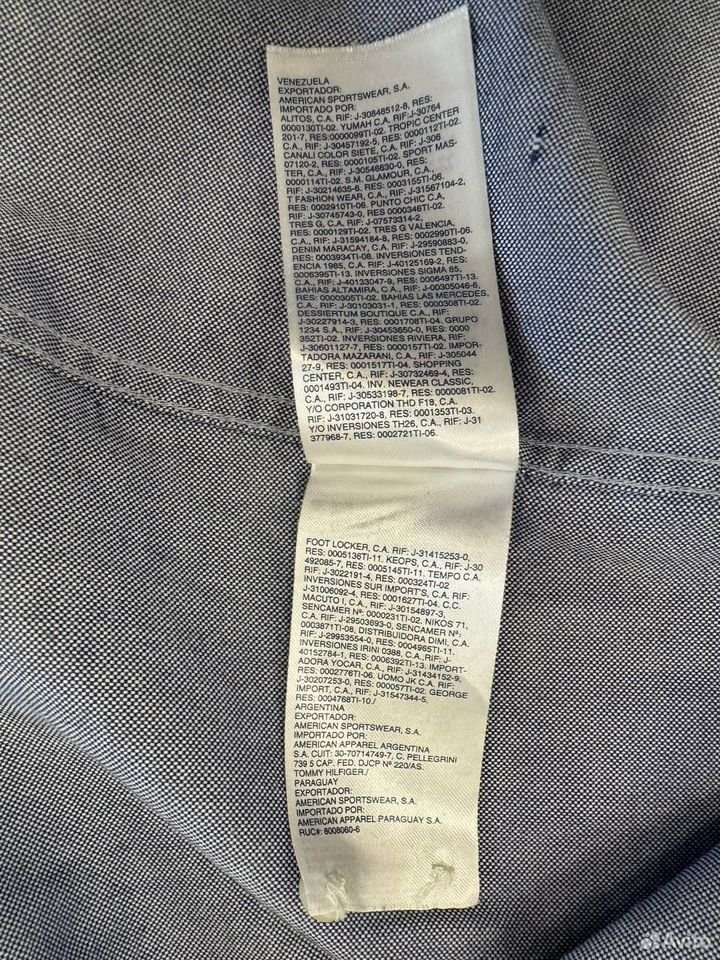 VENEZUELA
EXPORTADOR:
AMERICAN SPORTSWEAR, S.A.
IMPORTADO POR:
ALITOS, C.A. RIF: J-30848512-8, RES:
0000130TI-02. YUMAH C.A. RIF:J-30764
201-7, RES:0000099TI-02. TROPIC CENTER
C.A., RIF: J-30457192-5, RES: 0000112TI-02.
CANALI COLOR SIETE, C.A., RIF: J-308
07120-2, RES: 0000105TI-02. SPORT MAS-
TER, C.A., RIF: J-30546630-0, RES:
0000114TI-02. S.M. GLAMOUR, C.A.,
RIF: J-30214635-6, RES: 0003155TI-06.
T FASHION WEAR, C.A., RIF: J-31567104-2,
RES: 0002910TI-06. PUNTO CHIC C.A.
RIF: J-30745743-0, RES 0000346TI-02.
TRES G, C.A., RIF: J-07573314-2,
RES: 0000129TI-02. TRES G VALENCIA,
C.A., RIF: J-31594184-8, RES: 0002990TI-06.
DENIM MARACAY, C.A., RIF: J-29590883-0,
RES: 0003934TI-08. INVERSIONES TEND-
ENCIA 1985, C.A. RIF: J-40125169-2, RES:
0006395TI-13. INVERSIONES SIGMA 85,
C.A., RIF: J-40133047-9, RES: 0006497TI-13.
BAHIAS ALTAMIRA, C.A., RIF: J-00305046-6,
RES: 0000305TI-02. BAHIAS LAS MERCEDES,
C.A., RIF: J-30103031-1, RES: 0000308TI-02.
DESSIERTUM BOUTIQUE C.A., RIF:
J-30227914-3, RES: 0001708TI-04. GRUPO
1234 S.A., RIF: J-30453650-0, RES: 0000
352TI-02. INVERSIONES RIVIERA, RIF:
J-30601127-7, RES: 0000157TI-02. IMPOR-
TADORA MAZARANI, C.A., RIF: J-305044
27-9, RES: 0001517TI-04. SHOPPING
CENTER, C.A., RIF: J-30732469-4, RES:
0001493TI-04. INV. NEWEAR CLASSIC,
C.A., RIF: J-30533198-7, RES: 0000081TI-02.
Y/O CORPORATION THD F18, C.A.
RIF: J-31031720-8, RES: 0001353TI-03.
Y/O INVERSIONES TH26, C.A., RIF: J-31
377968-7, RES: 0002721TI-06.
FOOT LOCKER, C.A. RIF: J-31415253-0,
RES: 0005136TI-11. KEOPS, C.A., RIF: J-30
492085-7, RES: 0005145TI-11. TEMPO C.A.
RIF: J-3022191-4, RES: 000324TI-02
INVERSIONES SUR IMPORT'S, C.A. RIF:
J-31006092-4, RES: 0001627TI-04. C.C.
MACUTO I, C.A., RIF: J-30154897-3,
SENCAMER Nº: 0000231TI-02. NIKOS 71,
C.A. RIF: J-29503693-0, SENCAMER Nº:
0003871TI-08. DISTRIBUIDORA DIMI, C.A.
RIF: J-29953554-0, RES: 0004965TI-11.
INVERSIONES IRINI 0388, C.A.,RIF: J-
40152784-1, RES: 0006392TI-13. IMPORT-
ADORA YOCAR, C.A., RIF: J-31434152-9,
RES: 0002776TI-06. UOMO JK C.A. RIF:
J-30207253-0, RES: 000057TI-02. GEORGE
IMPORT, C.A., RIF: J-31547344-5,
RES: 0004768TI-10./
ARGENTINA
EXPORTADOR:
AMERICAN SPORTSWEAR, S.A.
IMPORTADO POR:
AMERICAN APPAREL ARGENTINA
S.A. CUIT: 30-70714749-7, C. PELLEGRINI
739 5 CAP. FED. DJCP Nº 220/AS.
TOMMY HILFIGER./
PARAGUAY
EXPORTADOR:
AMERICAN SPORTSWEAR, S.A.
IMPORTADO POR:
AMERICAN APPAREL PARAGUAY S.A.
RUC#: 8008060-6
Avito